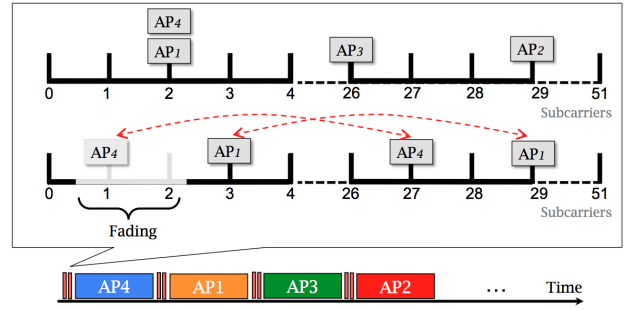 AP4
AP1 AP3 AP2
0 1 2 3 4 26 27 28 29 51
Subcarriers
AP4 AP1 AP4 AP1
0 1 2 3 4 26 27 28 29 51
Subcarriers
Fading
AP4 AP1 AP3 AP2 ... Time